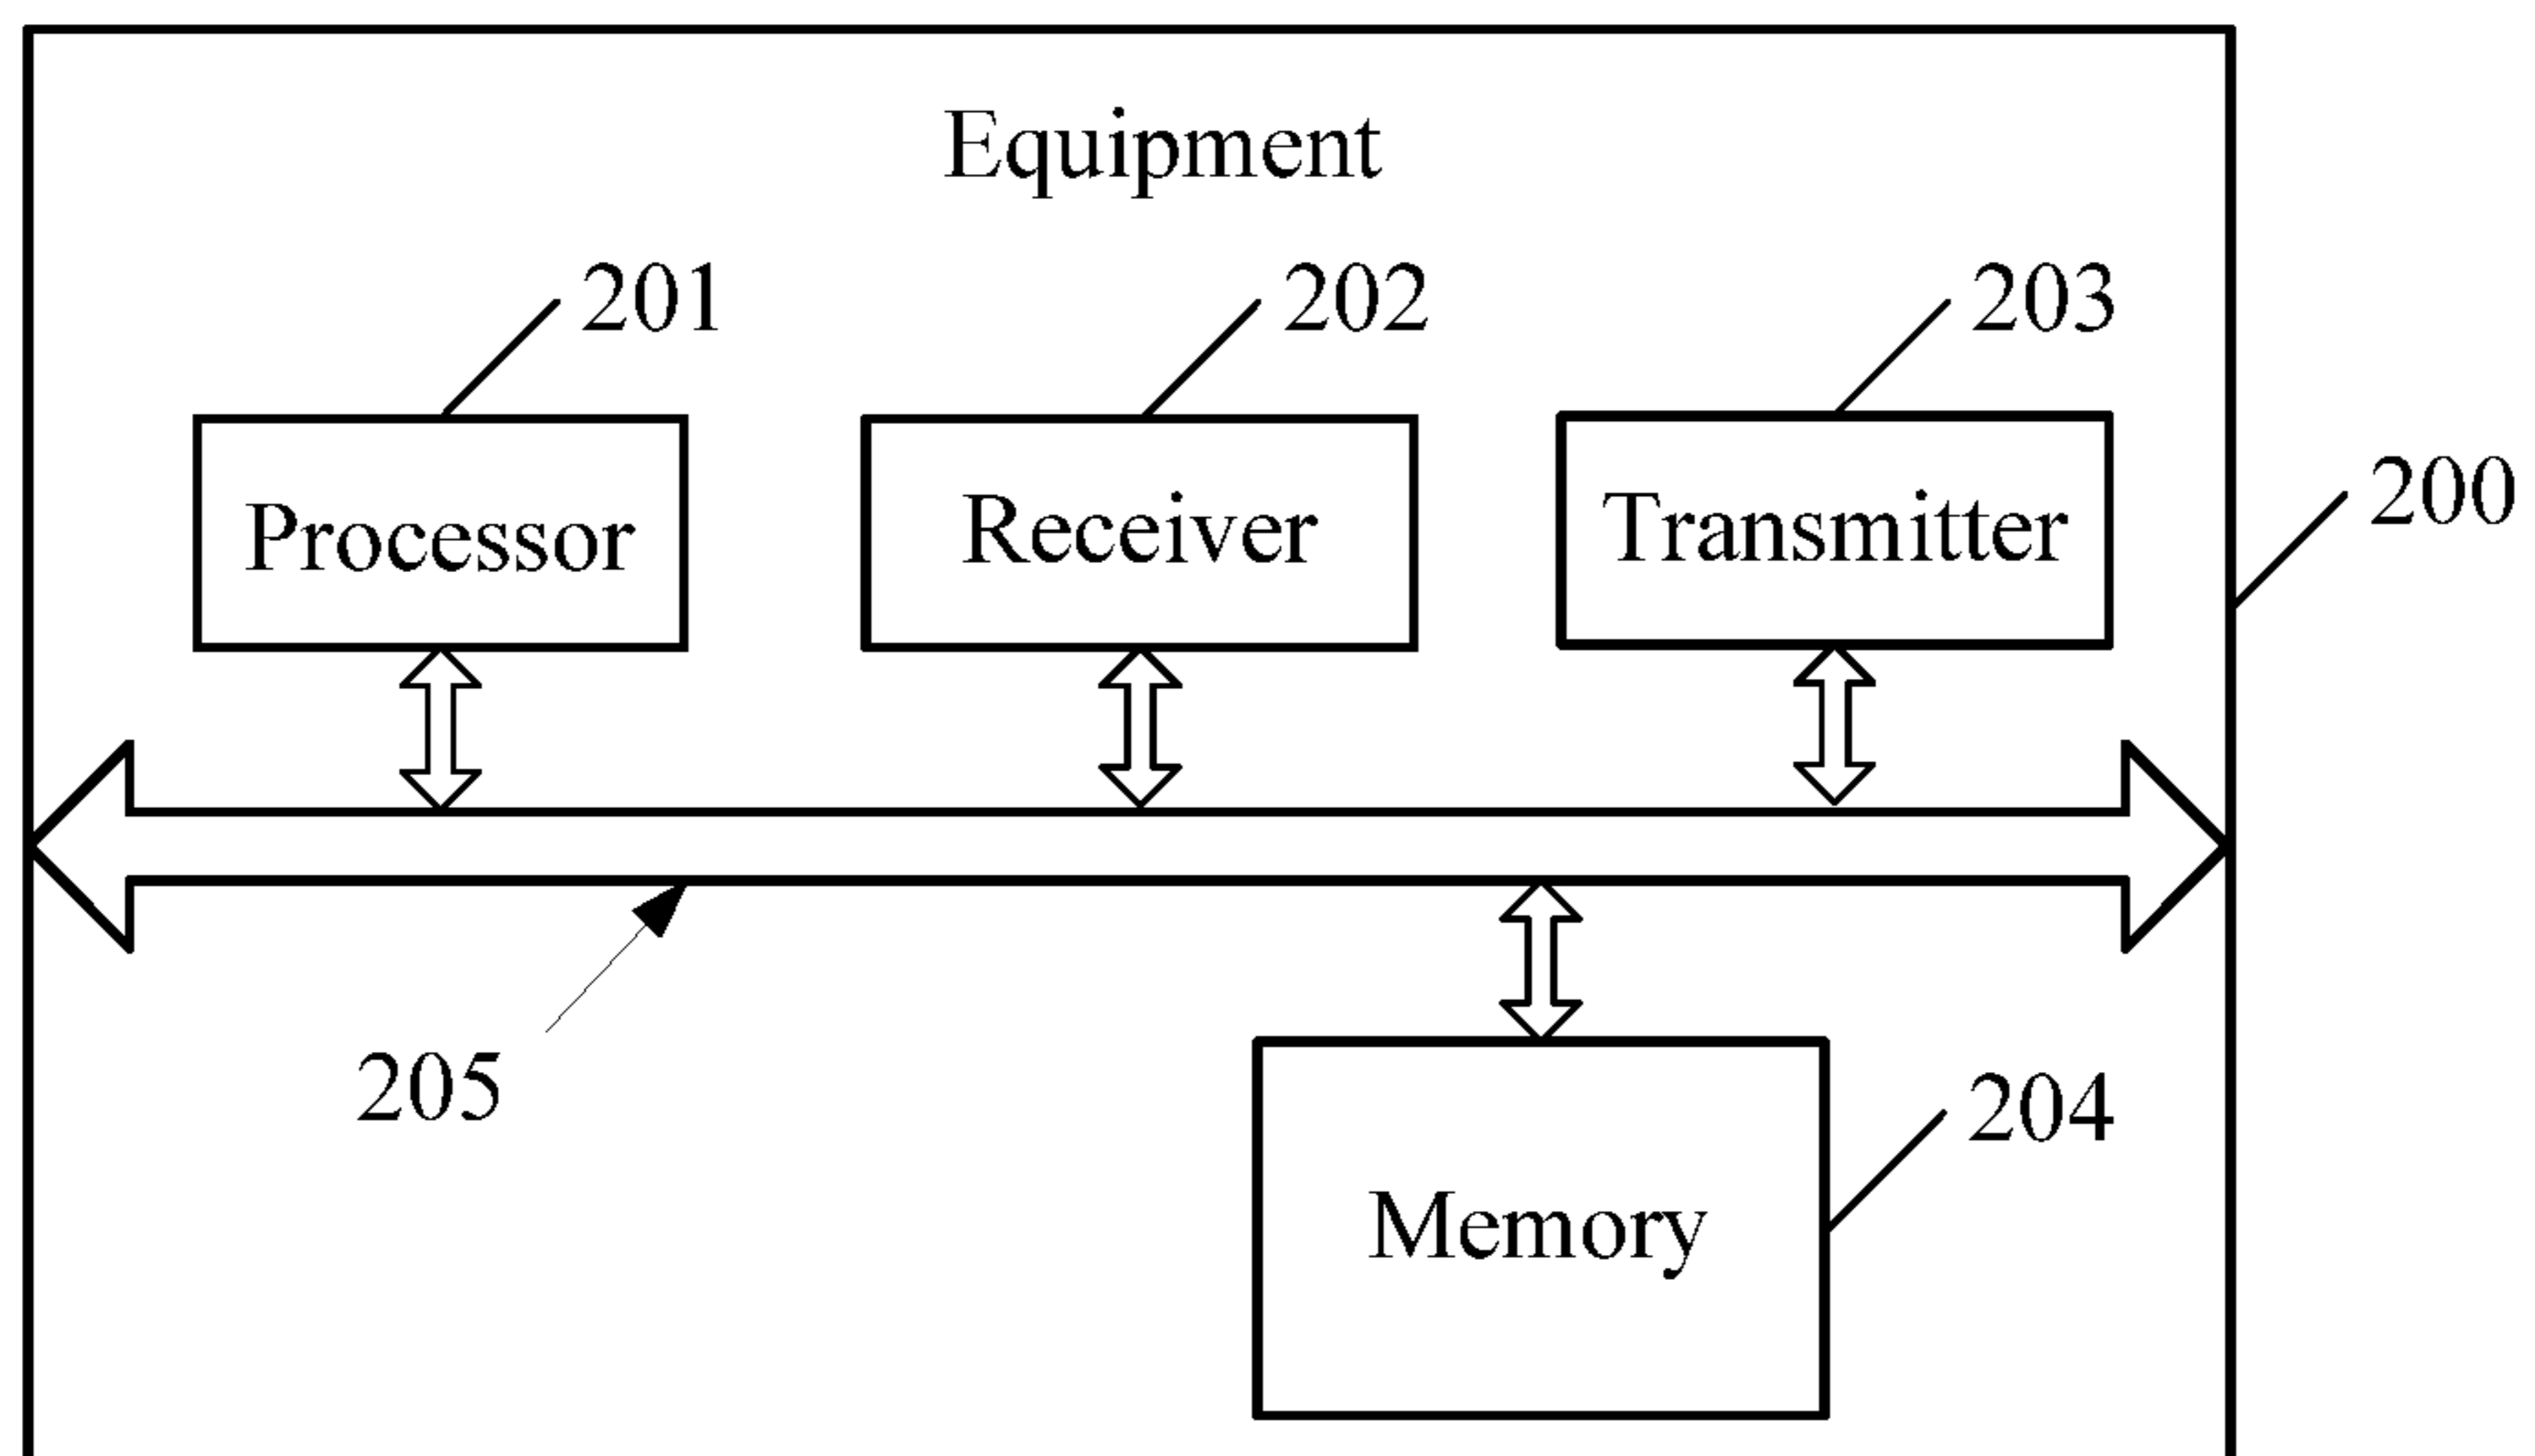 Equipment
201
202
203
200
Processor
Receiver
Transmitter
205
204
Memory